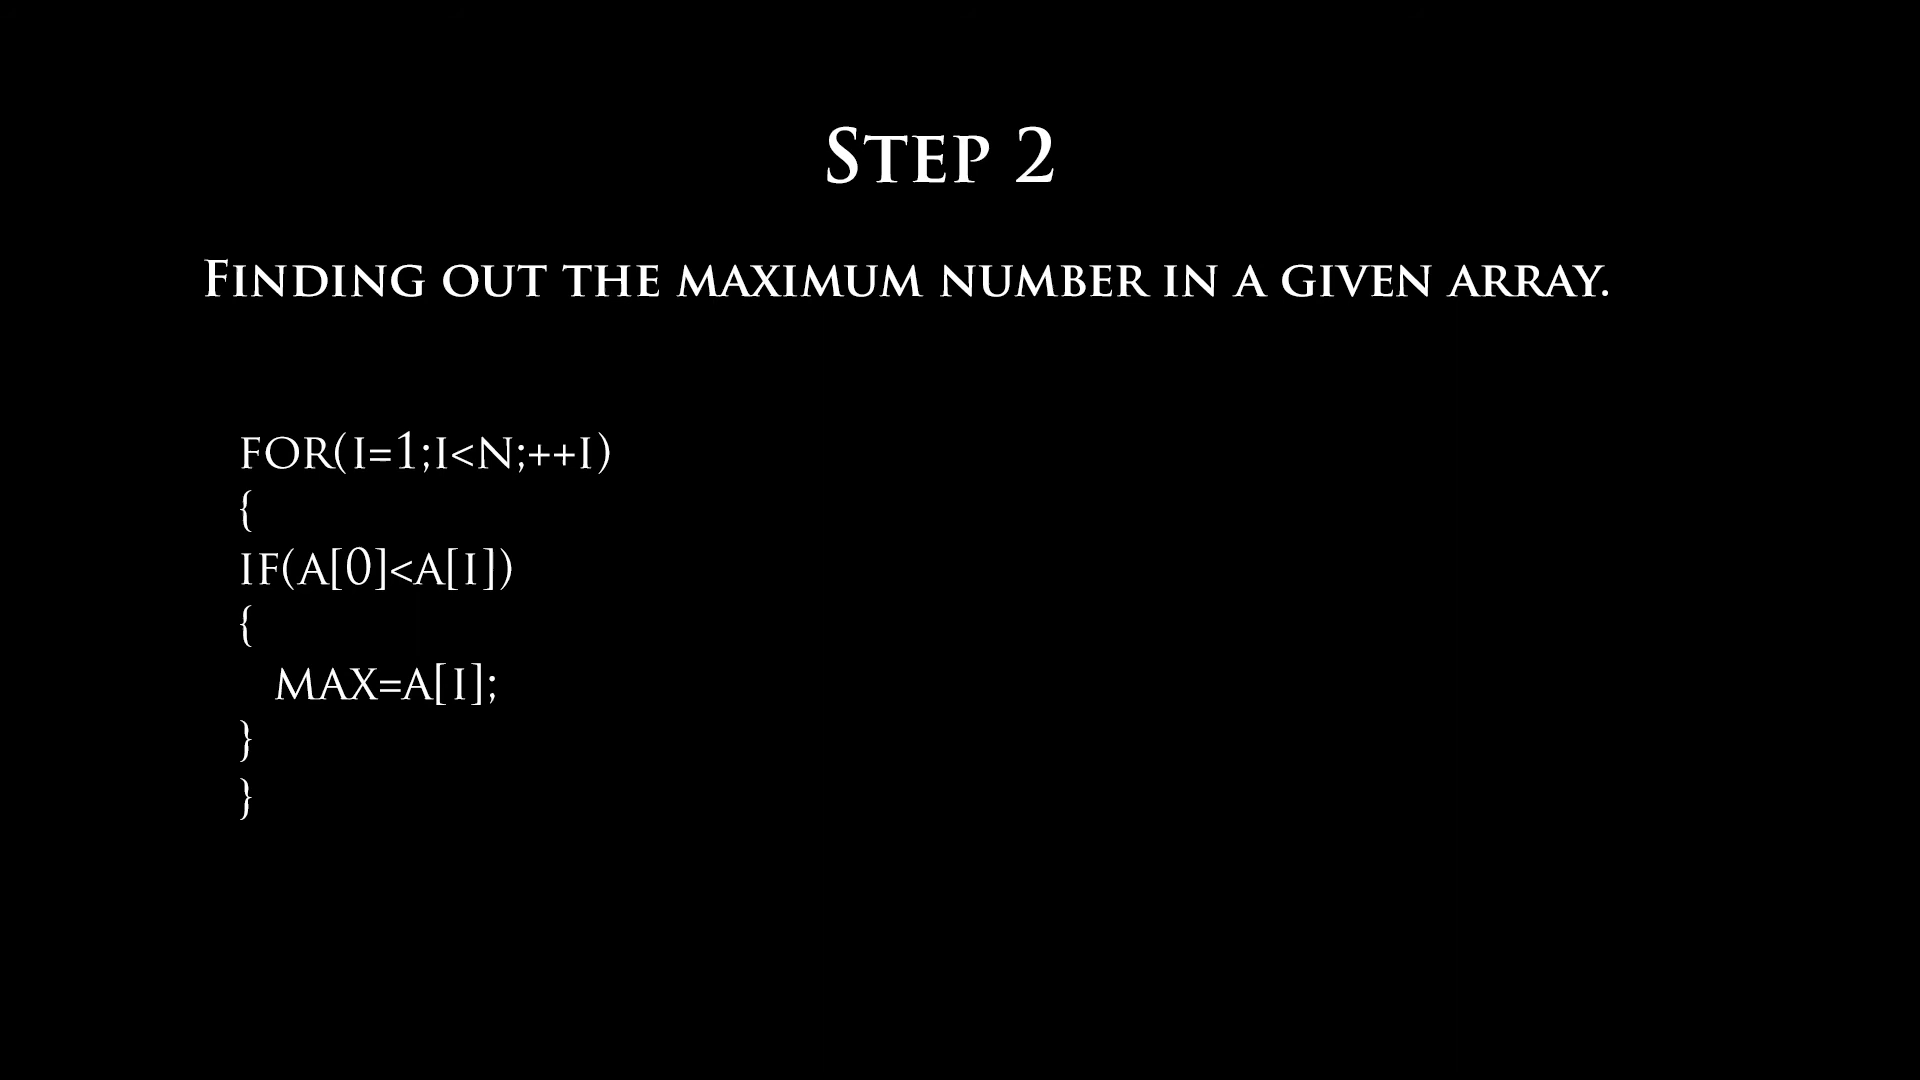 Step 2
Finding out the maximum number in a given array.
for(i=1;i<n;++i)
{
if(a[0]<a[i])
{
max=a[i];
}
}